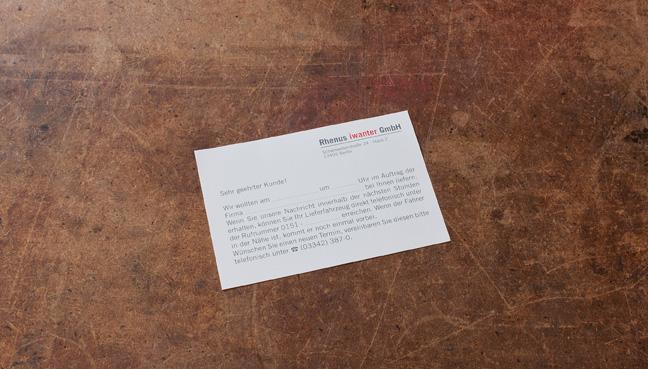 Rhenus iwanter GmbH
Sehr geehrter Kunde!
Wir wollten am ............ um ............ Uhr im Auftrag der
Firma ............ bei Ihnen liefern.
Wenn Sie unsere Nachricht innerhalb der nächsten Stunden
erhalten, können Sie Ihr Lieferfahrzeug direkt telefonisch unter
der Rufnummer 0151 - ............ erreichen. Wenn der Fahrer
in der Nähe ist, kommt er noch einmal vorbei.
Wünschen Sie einen neuen Termin, vereinbaren Sie diesen bitte
telefonisch unter ☎ (03342) 387-0.